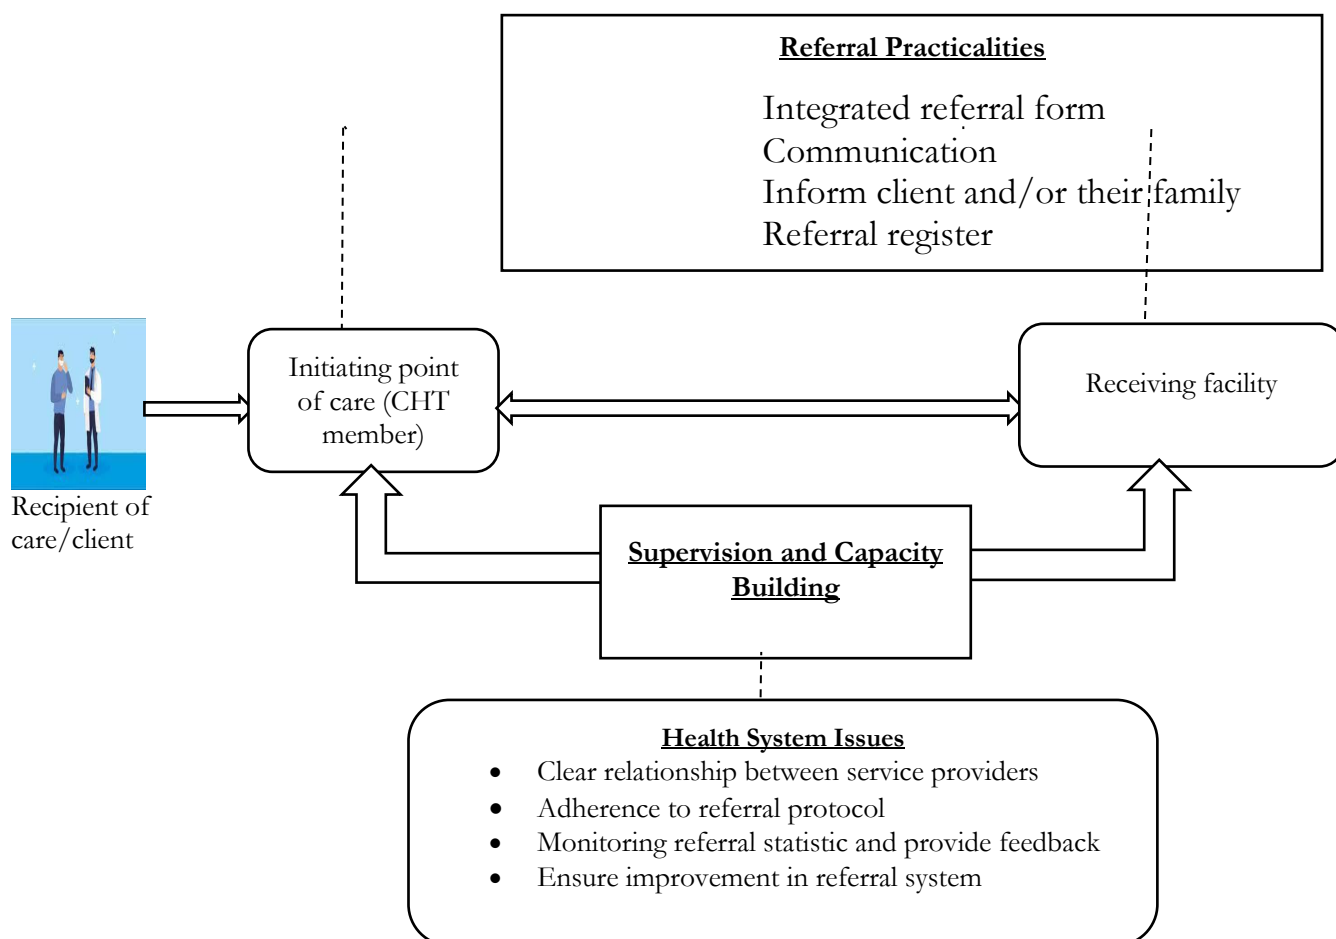 Referral Practicalities
Integrated referral form
Communication
Inform client and/or their family
Referral register
Initiating point
of care (CHT
member)
Receiving facility
Recipient of
care/client
Supervision and Capacity
Building
Health System Issues
• Clear relationship between service providers
• Adherence to referral protocol
• Monitoring referral statistic and provide feedback
• Ensure improvement in referral system